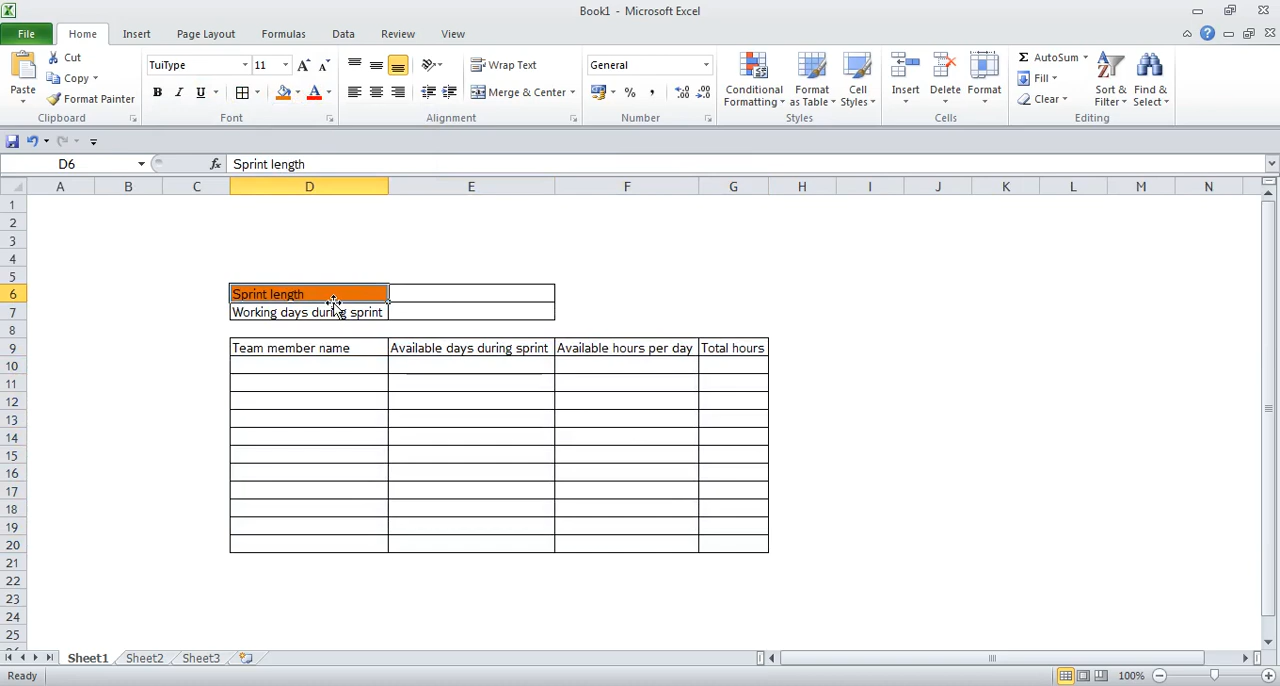 Book1 - Microsoft Excel
File Home Insert Page Layout Formulas Data Review View
Paste
Cut
Copy
Format Painter
Clipboard
TuiType 11
B I U
Font
Wrap Text
Merge & Center
Alignment
General
Number
Conditional Formatting
Format as Table
Cell Styles
Styles
Insert
Delete
Format
Cells
AutoSum
Fill
Clear
Sort & Filter
Find & Select
Editing
D6 fx Sprint length
A B C D E F G H I J K L M N
1
2
3
4
5
6 Sprint length
7 Working days during sprint
8
9 Team member name Available days during sprint Available hours per day Total hours
10
11
12
13
14
15
16
17
18
19
20
21
22
23
24
25
Sheet1 Sheet2 Sheet3
Ready 100%